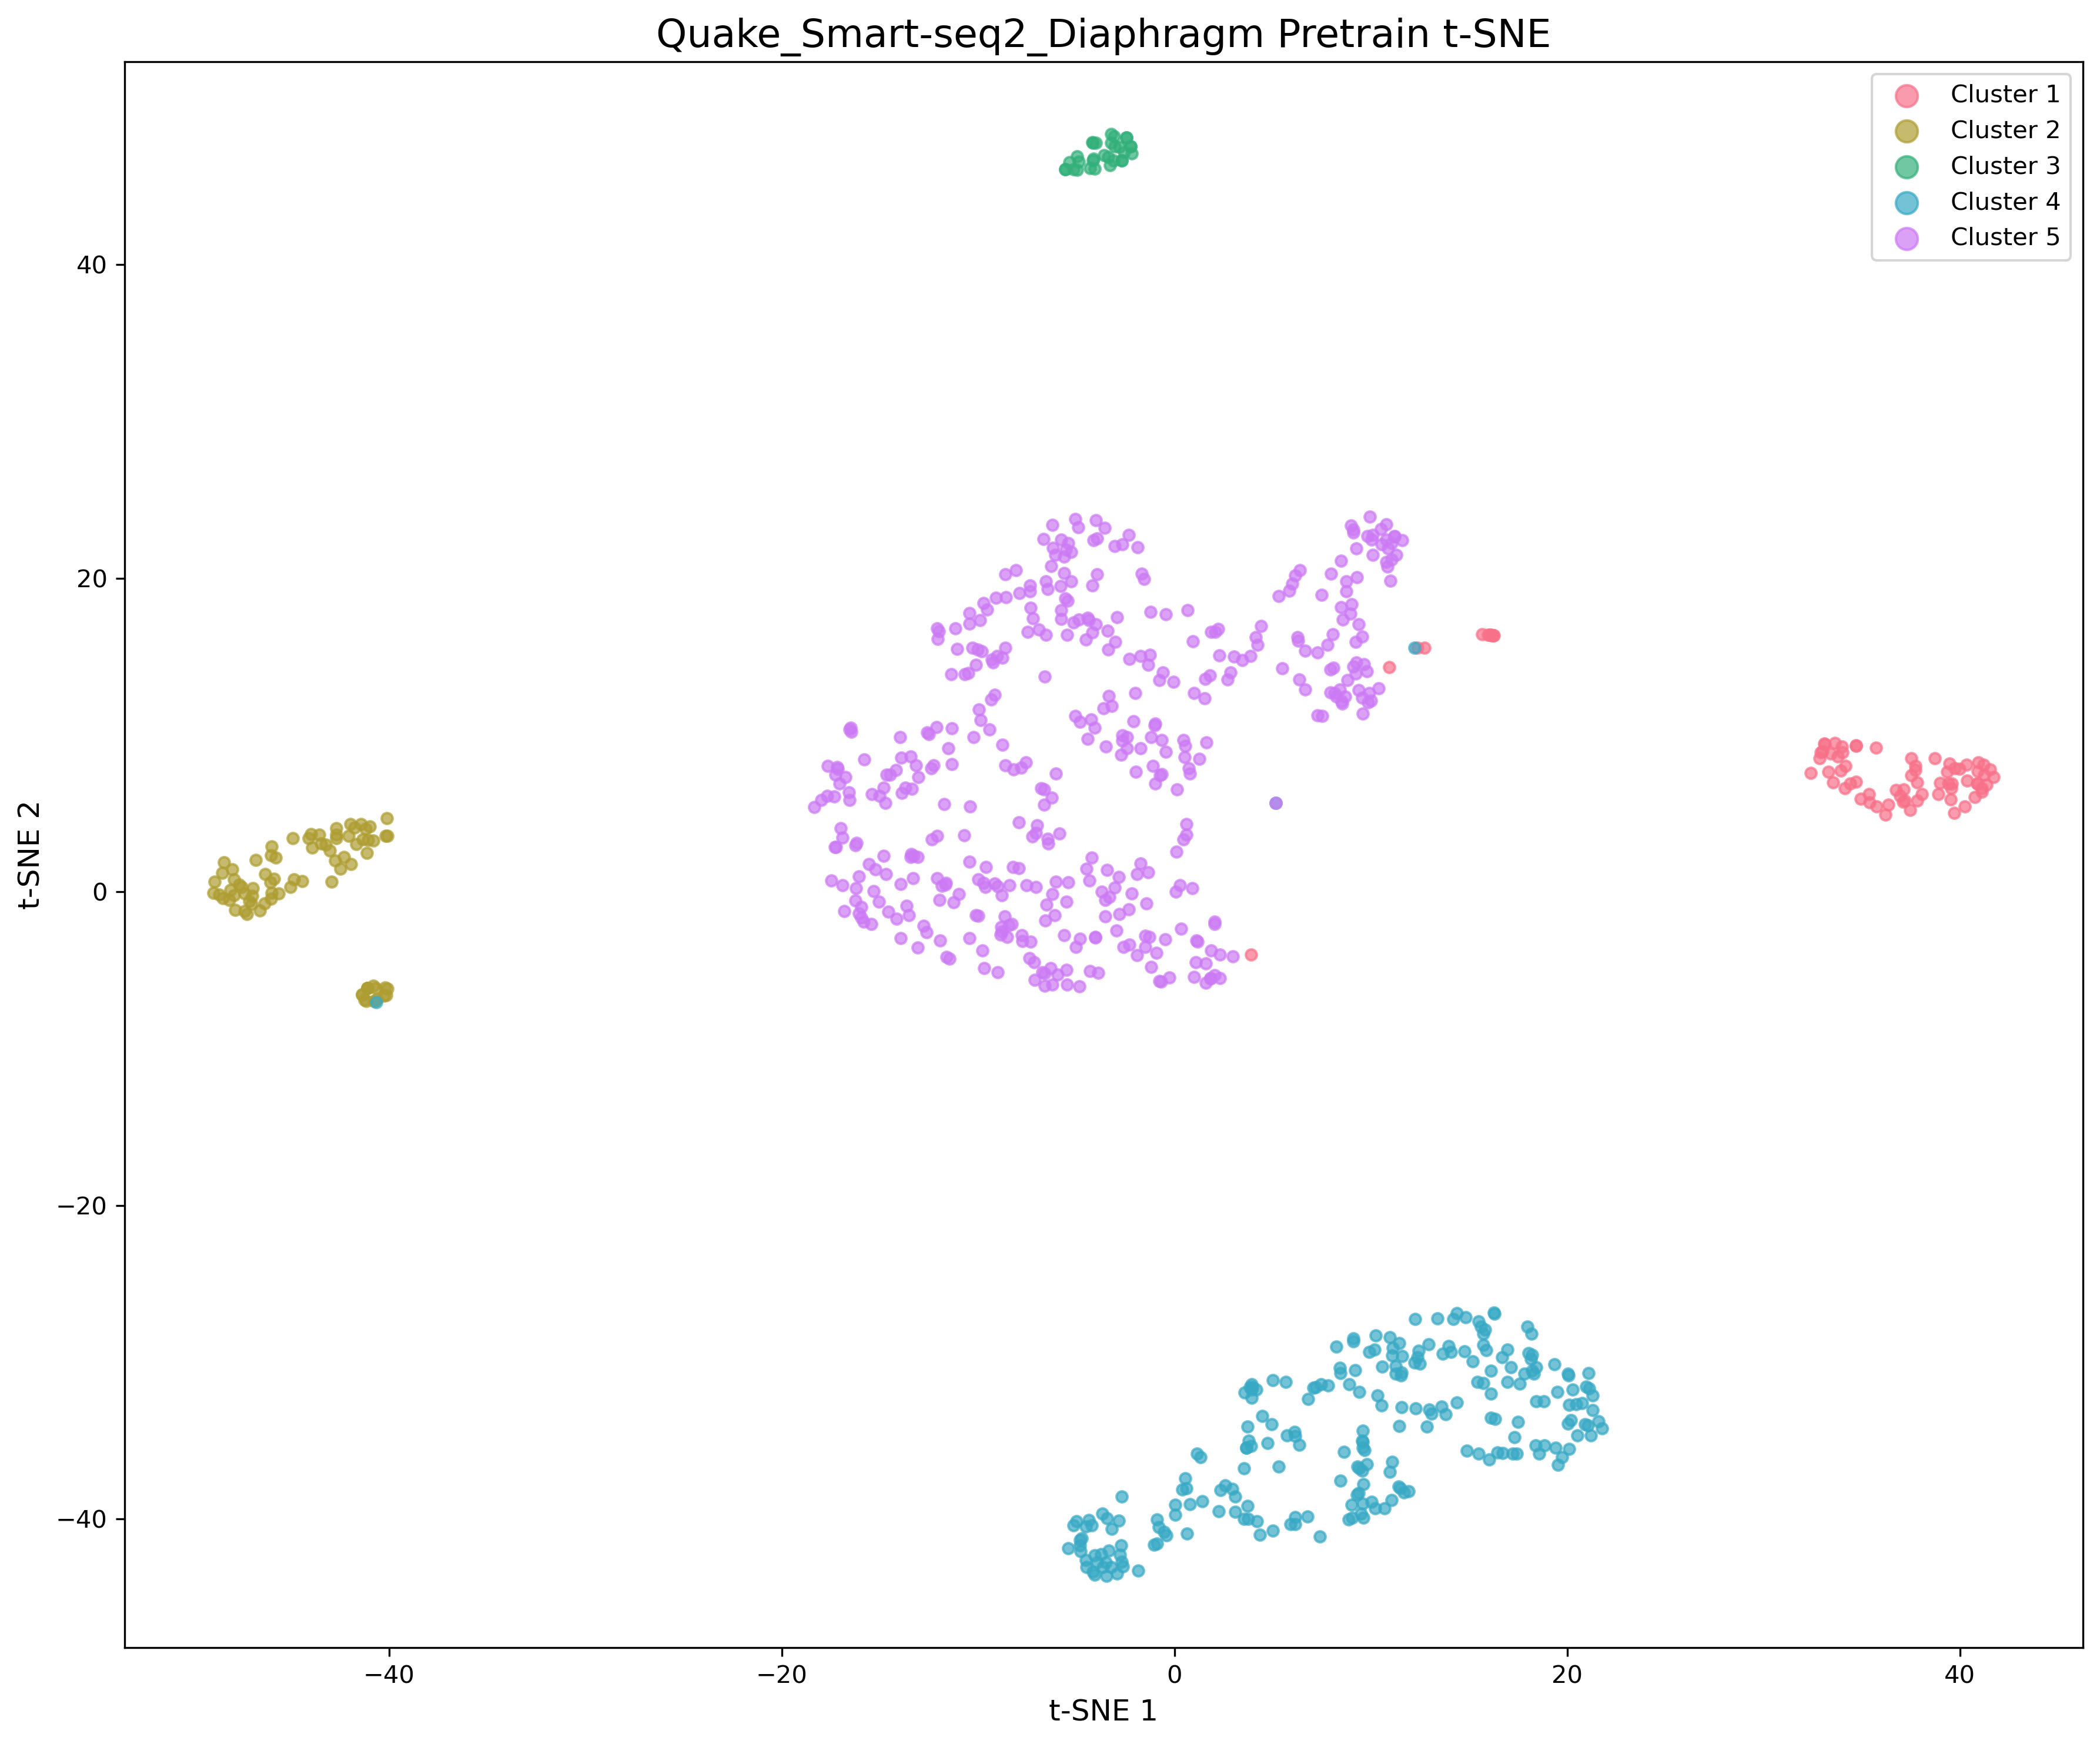 Quake_Smart-seq2_Diaphragm Pretrain t-SNE
Cluster 1
Cluster 2
Cluster 3
Cluster 4
Cluster 5
40
20
0
−20
−40
t-SNE 2
−40
−20
0
20
40
t-SNE 1